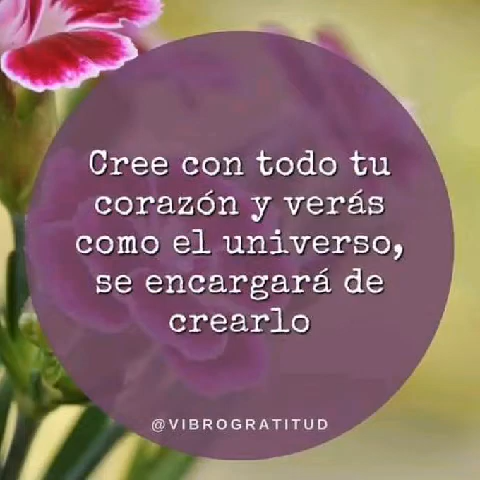 Cree con todo tu
corazón y verás
como el universo,
se encargará de
crearlo
@VIBROGRATITUD